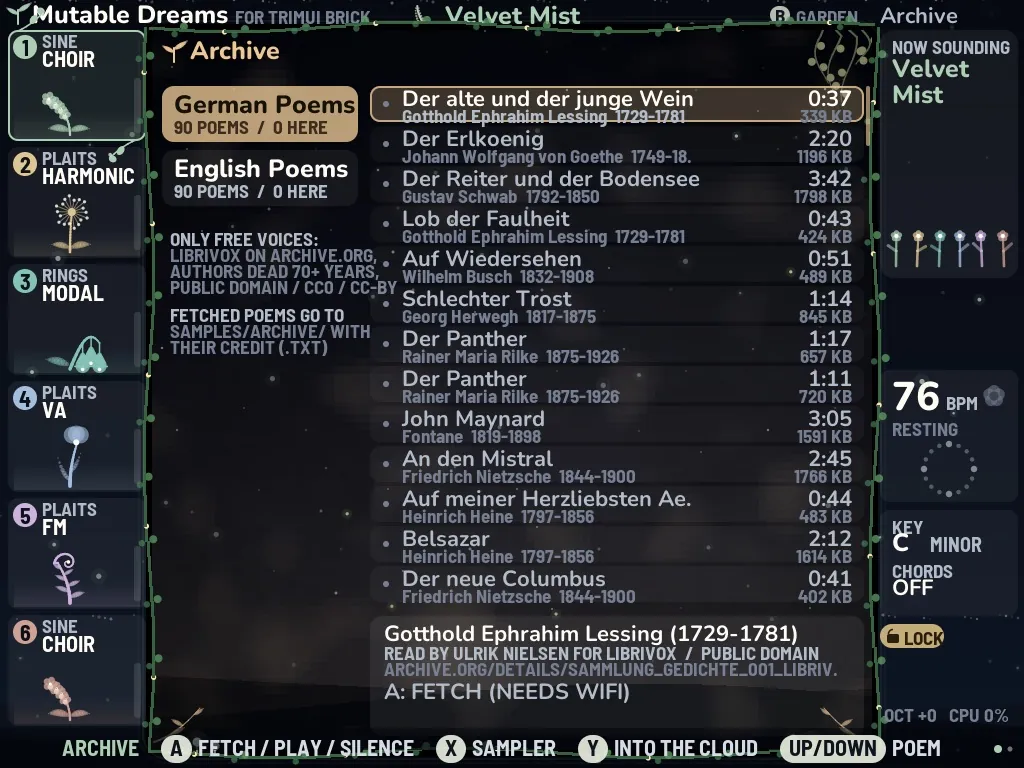 Mutable Dreams FOR TRIMUI BRICK
Velvet Mist
B GARDEN
Archive
1 SINE
CHOIR
2 PLAITS
HARMONIC
3 RINGS
MODAL
4 PLAITS
VA
5 PLAITS
FM
6 SINE
CHOIR
Archive
German Poems
90 POEMS / 0 HERE
English Poems
90 POEMS / 0 HERE
ONLY FREE VOICES:
LIBRIVOX ON ARCHIVE.ORG,
AUTHORS DEAD 70+ YEARS,
PUBLIC DOMAIN / CC0 / CC-BY
FETCHED POEMS GO TO
SAMPLES/ARCHIVE/ WITH
THEIR CREDIT (.TXT)
Der alte und der junge Wein 0:37
Gotthold Ephrahim Lessing 1729-1781 339 KB
Der Erlkoenig 2:20
Johann Wolfgang von Goethe 1749-18. 1196 KB
Der Reiter und der Bodensee 3:42
Gustav Schwab 1792-1850 1798 KB
Lob der Faulheit 0:43
Gotthold Ephrahim Lessing 1729-1781 424 KB
Auf Wiedersehen 0:51
Wilhelm Busch 1832-1908 489 KB
Schlechter Trost 1:14
Georg Herwegh 1817-1875 845 KB
Der Panther 1:17
Rainer Maria Rilke 1875-1926 657 KB
Der Panther 1:11
Rainer Maria Rilke 1875-1926 720 KB
John Maynard 3:05
Fontane 1819-1898 1591 KB
An den Mistral 2:45
Friedrich Nietzsche 1844-1900 1766 KB
Auf meiner Herzliebsten Ae. 0:44
Heinrich Heine 1797-1856 483 KB
Belsazar 2:12
Heinrich Heine 1797-1856 1614 KB
Der neue Columbus 0:41
Friedrich Nietzsche 1844-1900 402 KB
Gotthold Ephrahim Lessing (1729-1781)
READ BY ULRIK NIELSEN FOR LIBRIVOX / PUBLIC DOMAIN
ARCHIVE.ORG/DETAILS/SAMMLUNG_GEDICHTE_001_LIBRIV.
A: FETCH (NEEDS WIFI)
NOW SOUNDING
Velvet
Mist
76 BPM
RESTING
KEY
C MINOR
CHORDS
OFF
LOCK
OCT +0 CPU 0%
ARCHIVE A FETCH / PLAY / SILENCE X SAMPLER Y INTO THE CLOUD UP/DOWN POEM